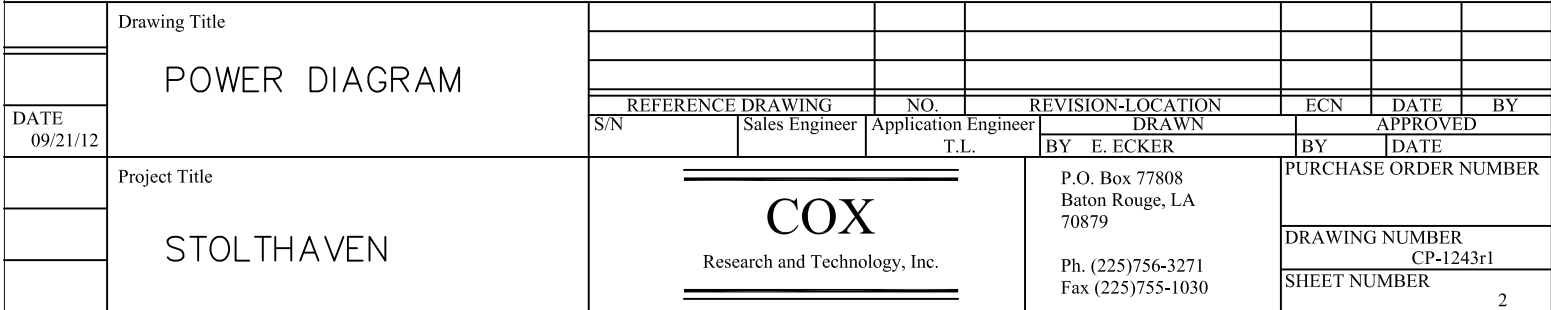 Drawing Title
POWER DIAGRAM
DATE
09/21/12
REFERENCE DRAWING NO. REVISION-LOCATION ECN DATE BY
S/N Sales Engineer Application Engineer DRAWN APPROVED
T.L. BY E. ECKER BY DATE
Project Title
STOLTHAVEN
COX
Research and Technology, Inc.
P.O. Box 77808
Baton Rouge, LA
70879
Ph. (225)756-3271
Fax (225)755-1030
PURCHASE ORDER NUMBER
DRAWING NUMBER
CP-1243r1
SHEET NUMBER
2